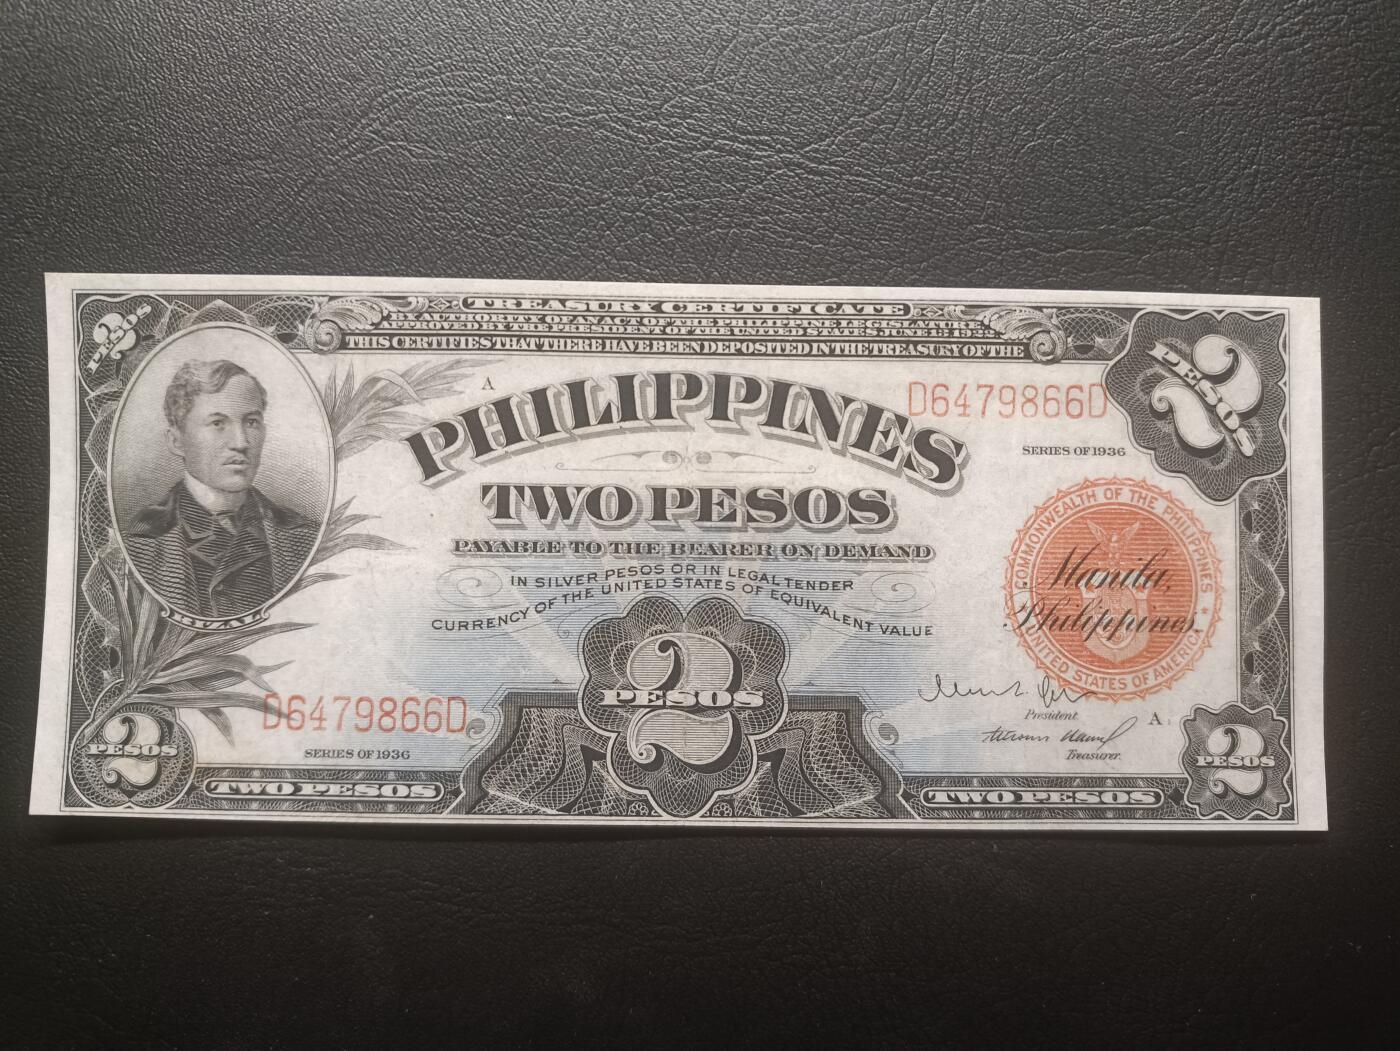 TREASURY CERTIFICATE
BY AUTHORITY OF AN ACT OF THE PHILIPPINE LEGISLATURE
APPROVED BY THE PRESIDENT OF THE UNITED STATES, JUNE 13, 1922
THIS CERTIFIES THAT THERE HAVE BEEN DEPOSITED IN THE TREASURY OF THE
2 PESOS
2 PESOS
A
PHILIPPINES
D6479866D
SERIES OF 1936
TWO PESOS
PAYABLE TO THE BEARER ON DEMAND
IN SILVER PESOS OR IN LEGAL TENDER
CURRENCY OF THE UNITED STATES OF EQUIVALENT VALUE
RIZAL
COMMONWEALTH OF THE PHILIPPINES
Manila,
Philippines
UNITED STATES OF AMERICA
D6479866D
SERIES OF 1936
2 PESOS
President.
A
Treasurer.
2 PESOS
2 PESOS
TWO PESOS
TWO PESOS